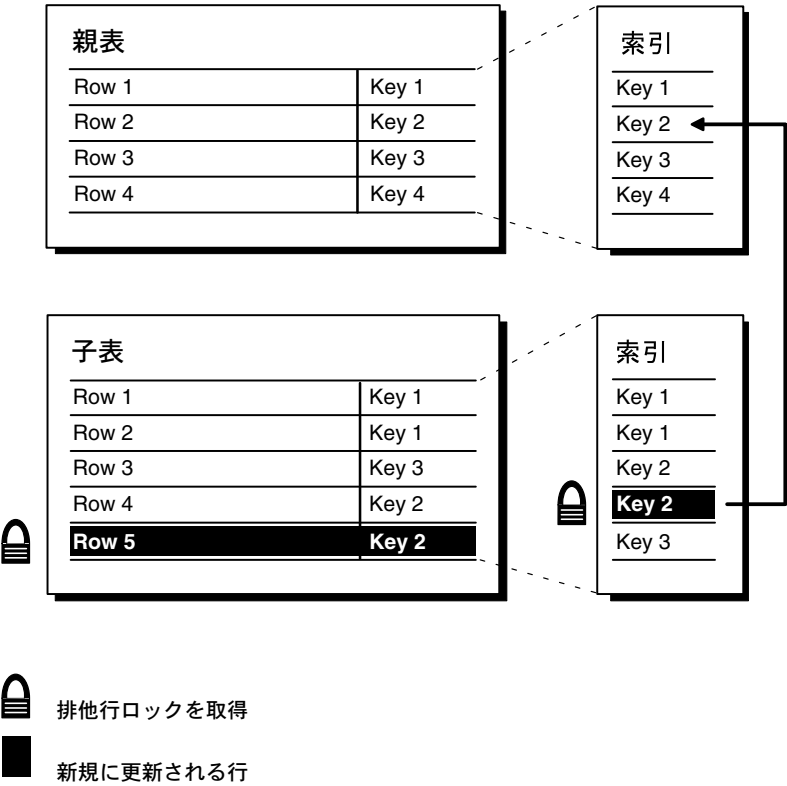 親表
Row 1 Key 1
Row 2 Key 2
Row 3 Key 3
Row 4 Key 4
索引
Key 1
Key 2
Key 3
Key 4
子表
Row 1 Key 1
Row 2 Key 1
Row 3 Key 3
Row 4 Key 2
Row 5 Key 2
索引
Key 1
Key 1
Key 2
Key 2
Key 3
排他行ロックを取得
新規に更新される行